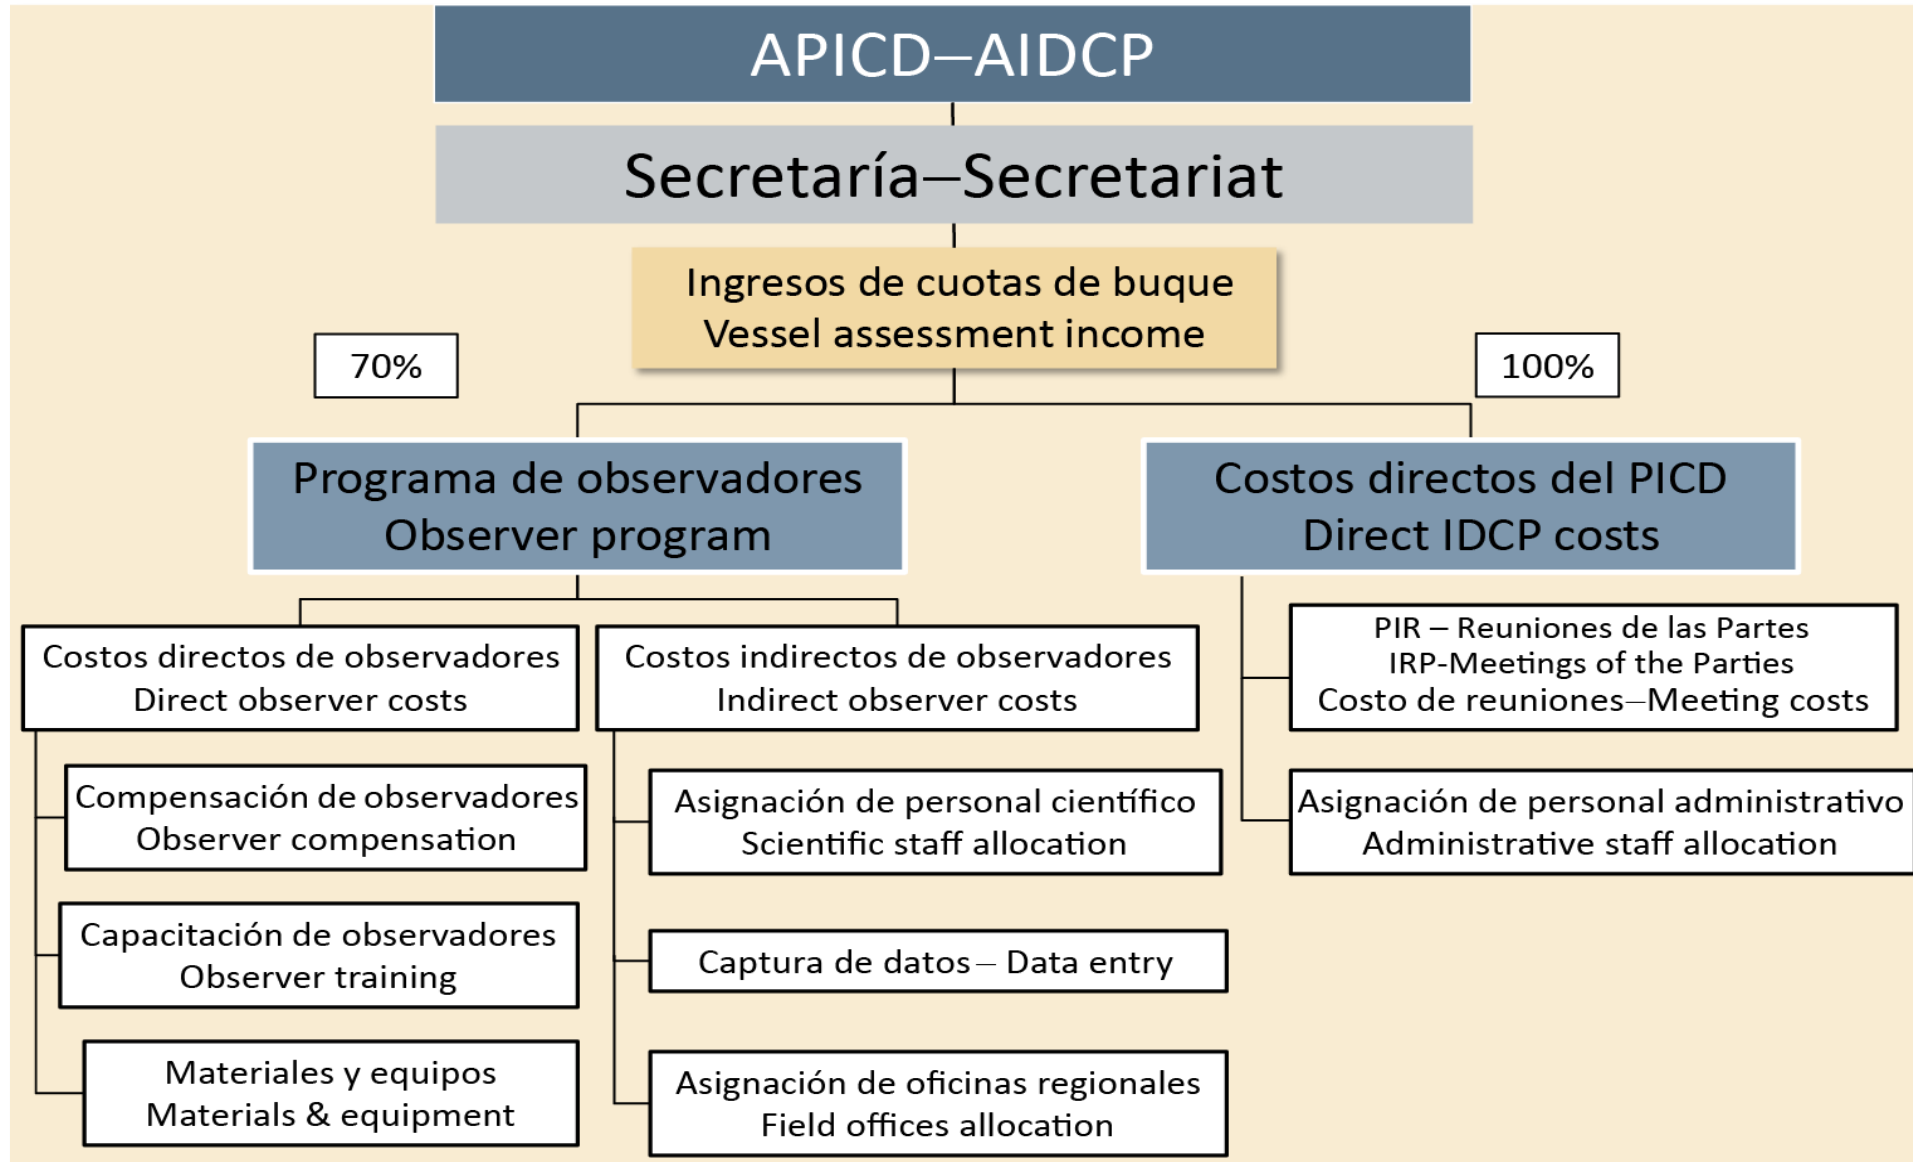 APICD–AIDCP
Secretaría–Secretariat
Ingresos de cuotas de buque
Vessel assessment income
70%
100%
Programa de observadores
Observer program
Costos directos del PICD
Direct IDCP costs
Costos directos de observadores
Direct observer costs
Costos indirectos de observadores
Indirect observer costs
PIR – Reuniones de las Partes
IRP-Meetings of the Parties
Costo de reuniones–Meeting costs
Compensación de observadores
Observer compensation
Asignación de personal científico
Scientific staff allocation
Asignación de personal administrativo
Administrative staff allocation
Capacitación de observadores
Observer training
Captura de datos – Data entry
Materiales y equipos
Materials & equipment
Asignación de oficinas regionales
Field offices allocation